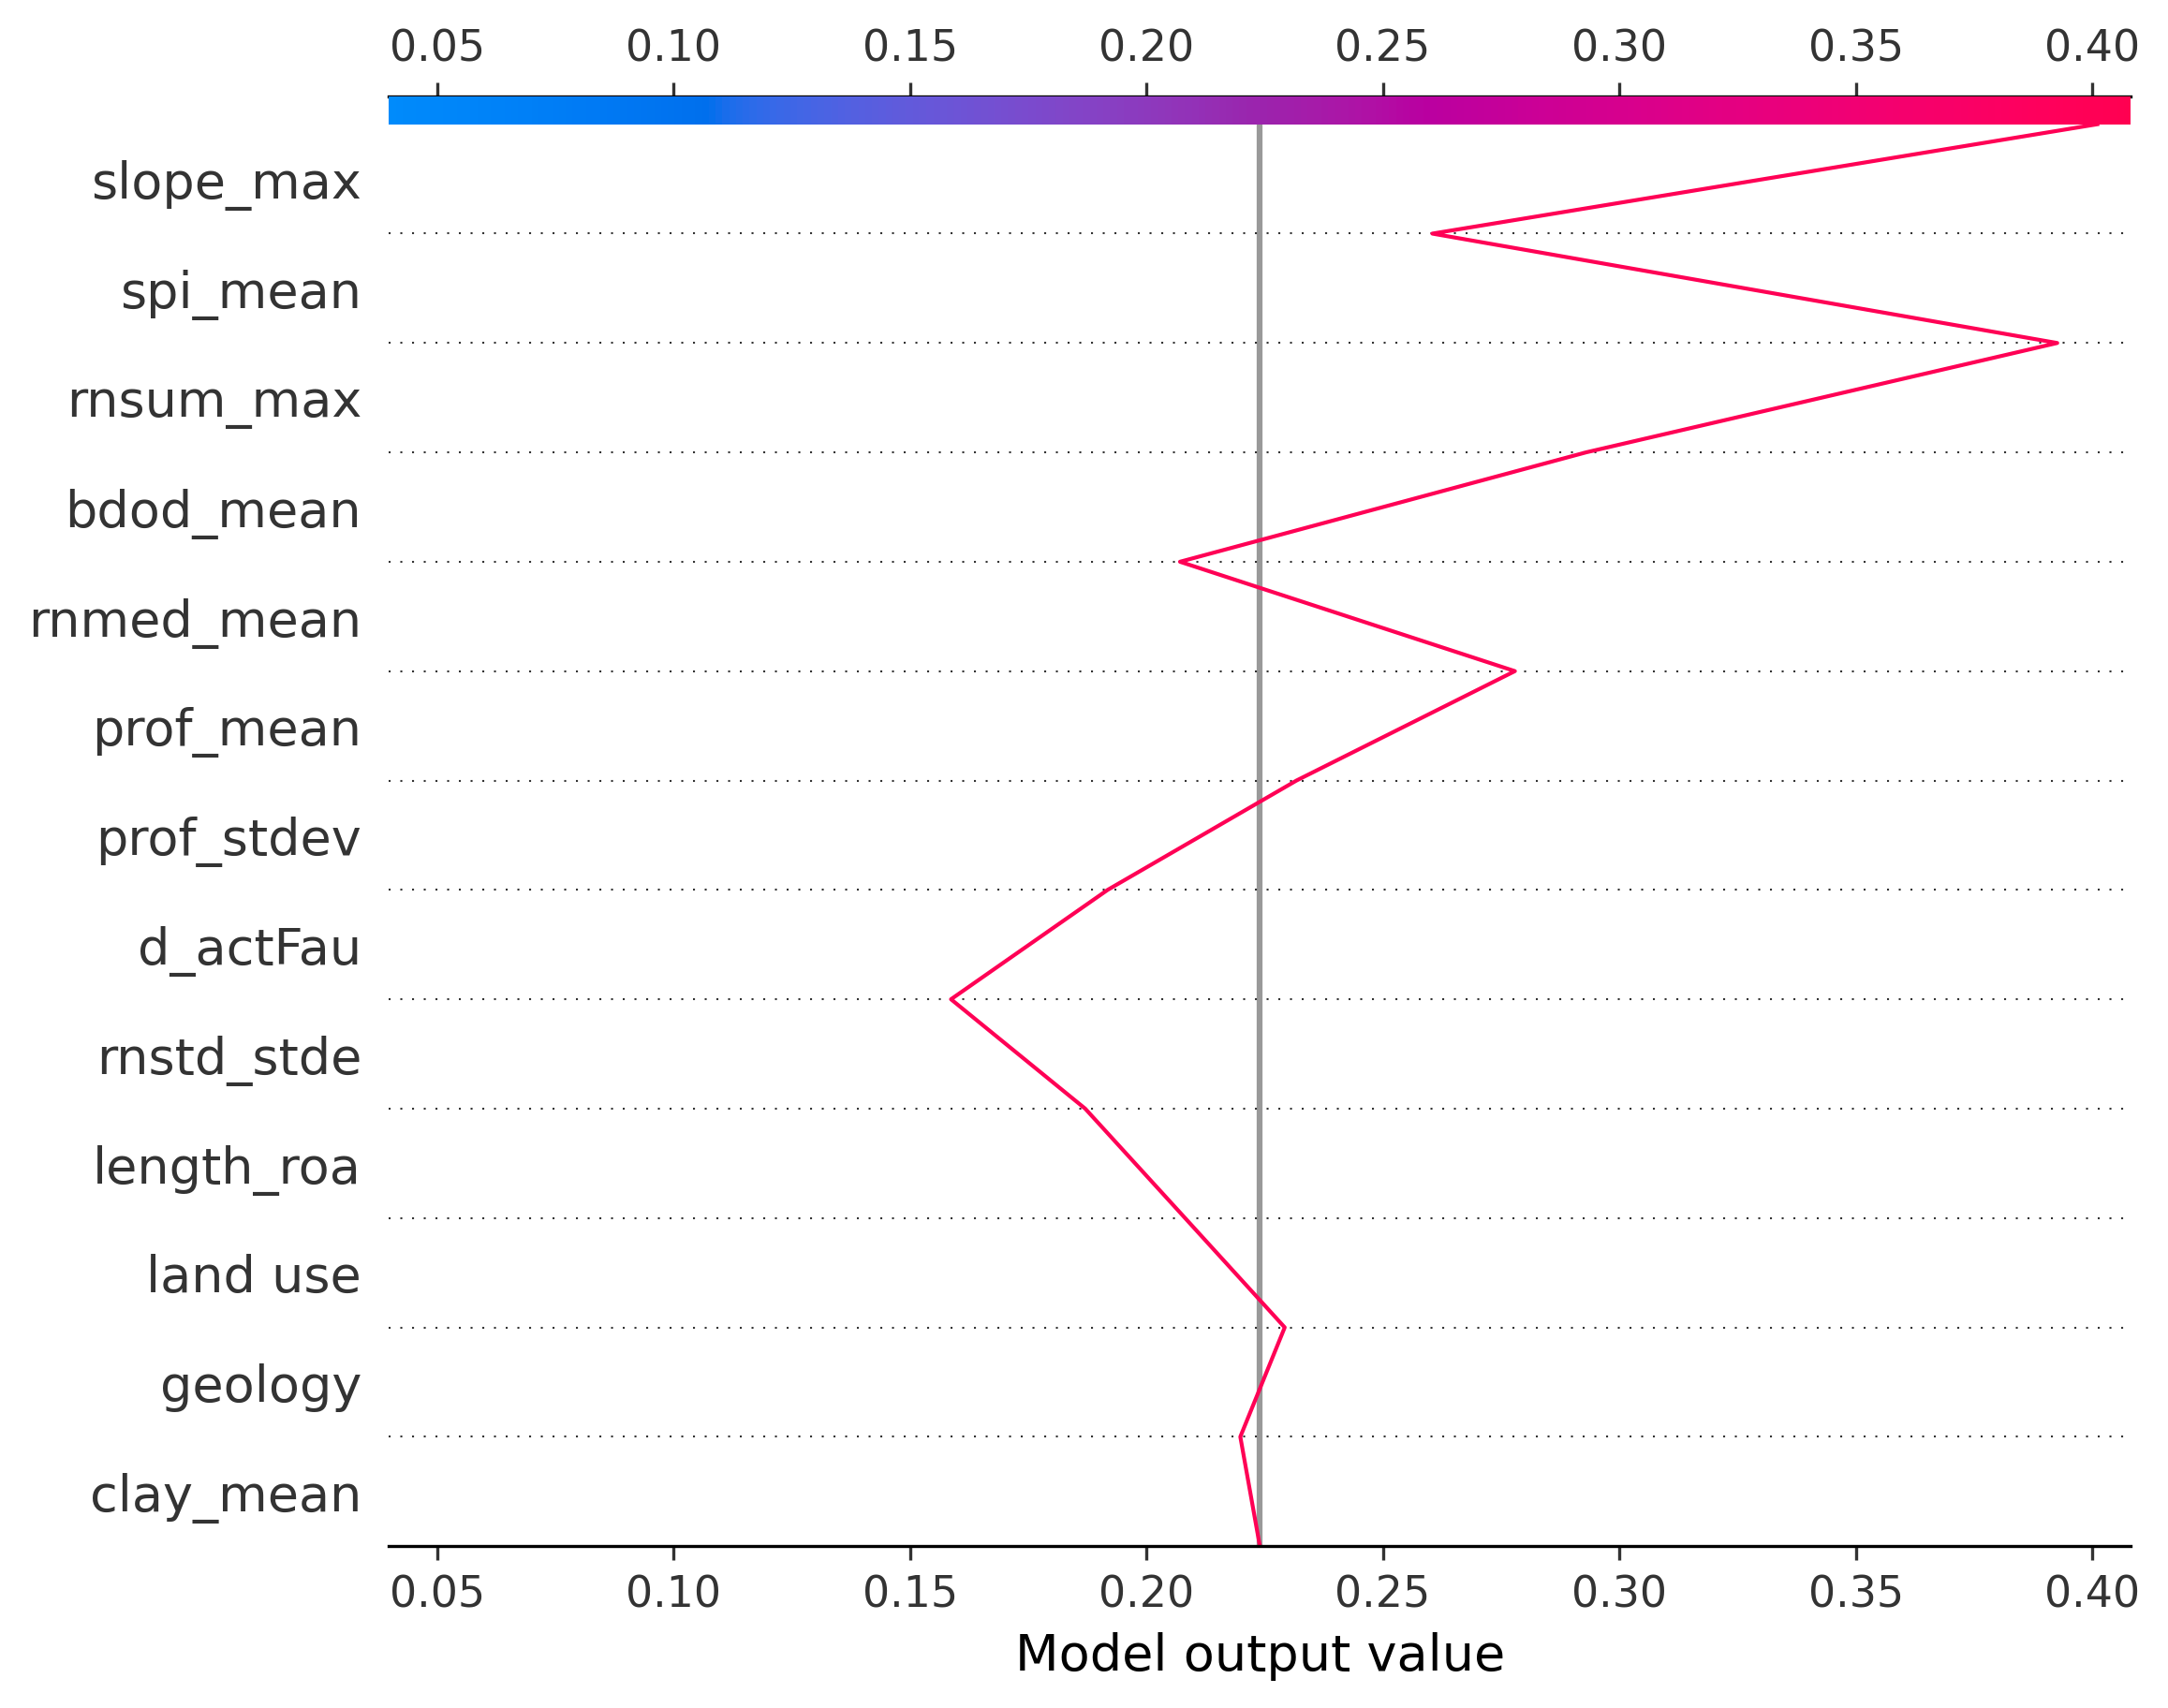 0.05 0.10 0.15 0.20 0.25 0.30 0.35 0.40
slope_max
spi_mean
rnsum_max
bdod_mean
rnmed_mean
prof_mean
prof_stdev
d_actFau
rnstd_stde
length_roa
land use
geology
clay_mean
0.05 0.10 0.15 0.20 0.25 0.30 0.35 0.40
Model output value